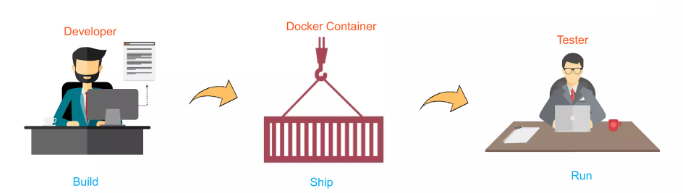 Developer
Docker Container
Tester
Build
Ship
Run